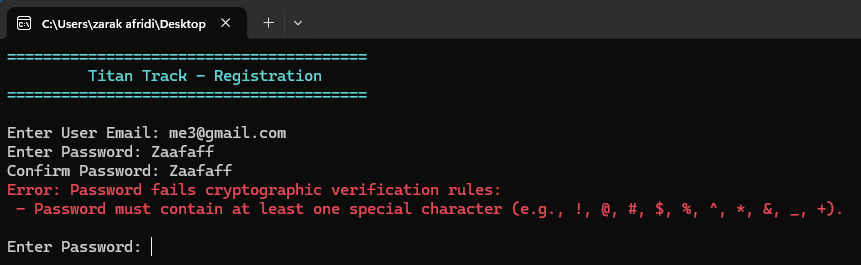 C:\Users\zarak afridi\Desktop
========================================
Titan Track - Registration
========================================
Enter User Email: me3@gmail.com
Enter Password: Zaafaff
Confirm Password: Zaafaff
Error: Password fails cryptographic verification rules:
- Password must contain at least one special character (e.g., !, @, #, $, %, ^, *, &, _, +).
Enter Password: